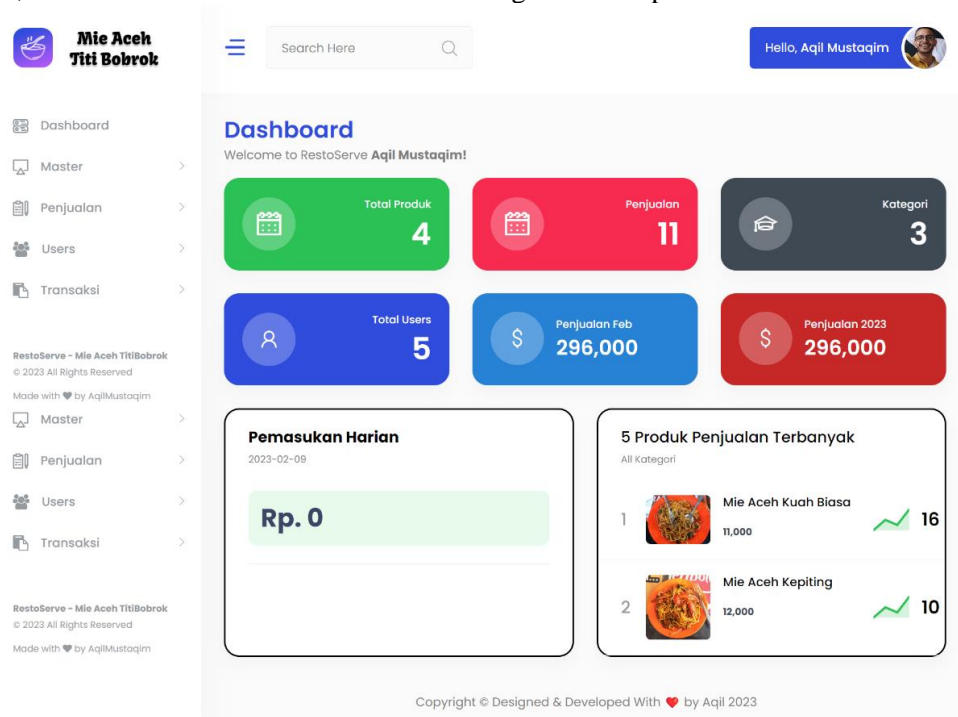 Mie Aceh
Titi Bobrok
Search Here
Hello, Aqil Mustaqim
Dashboard
Master
Penjualan
Users
Transaksi
RestoServe - Mie Aceh TitiBobrok
© 2023 All Rights Reserved
Made with ♥ by AqilMustaqim
Master
Penjualan
Users
Transaksi
RestoServe - Mie Aceh TitiBobrok
© 2023 All Rights Reserved
Made with ♥ by AqilMustaqim
Dashboard
Welcome to RestoServe Aqil Mustaqim!
Total Produk
4
Penjualan
11
Kategori
3
Total Users
5
Penjualan Feb
296,000
Penjualan 2023
296,000
Pemasukan Harian
2023-02-09
Rp. 0
5 Produk Penjualan Terbanyak
All Kategori
1
Mie Aceh Kuah Biasa
11,000
16
2
Mie Aceh Kepiting
12,000
10
Copyright © Designed & Developed With ❤ by Aqil 2023